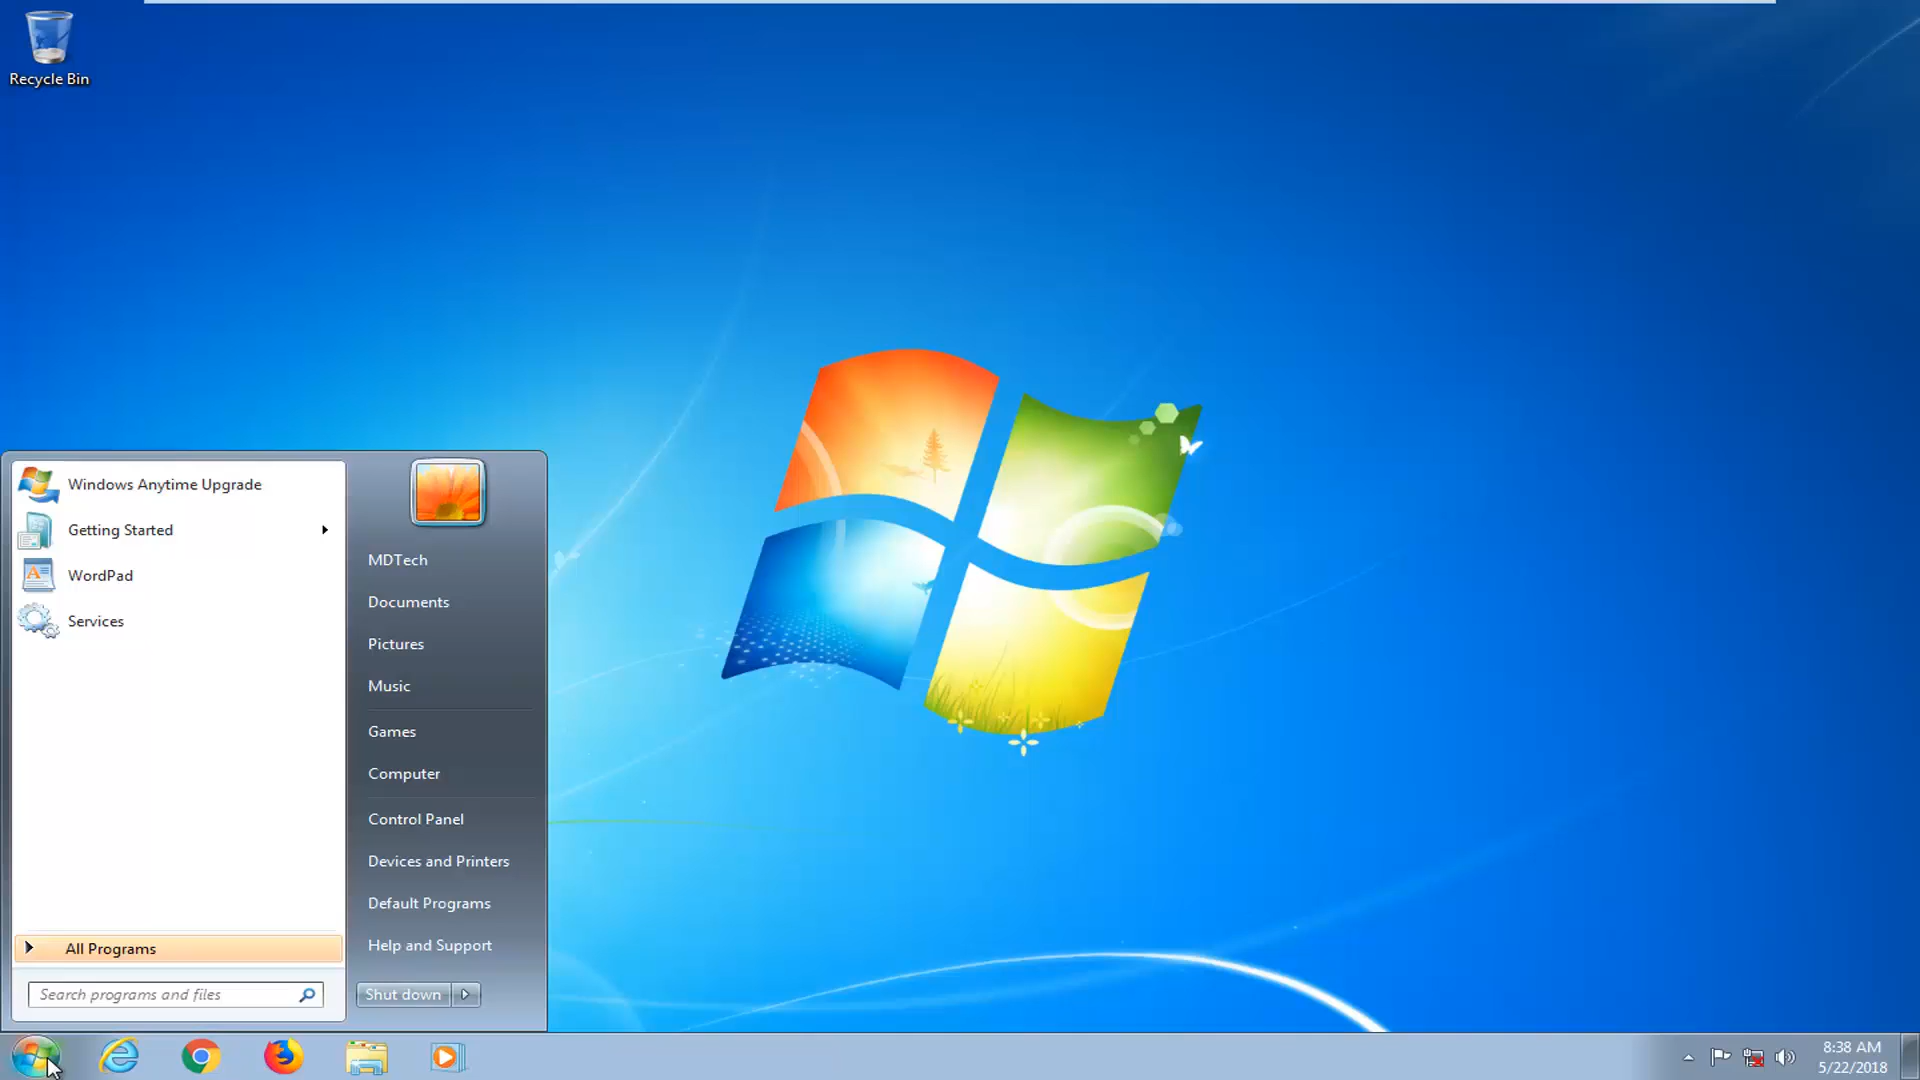 Recycle Bin
Windows Anytime Upgrade
Getting Started
WordPad
Services
All Programs
Search programs and files
MDTech
Documents
Pictures
Music
Games
Computer
Control Panel
Devices and Printers
Default Programs
Help and Support
Shut down
8:38 AM
5/22/2018